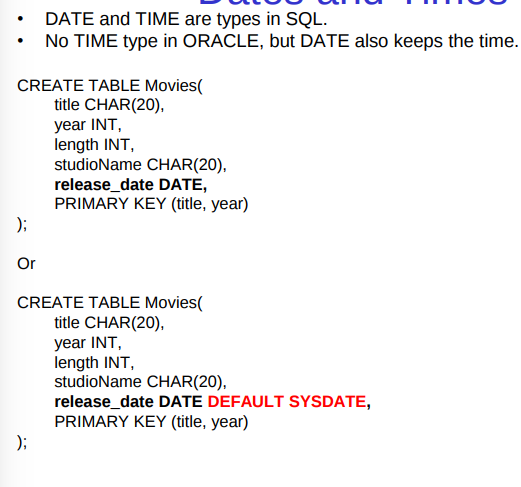 Dates and Times
• DATE and TIME are types in SQL.
• No TIME type in ORACLE, but DATE also keeps the time.
CREATE TABLE Movies(
title CHAR(20),
year INT,
length INT,
studioName CHAR(20),
release_date DATE,
PRIMARY KEY (title, year)
);
Or
CREATE TABLE Movies(
title CHAR(20),
year INT,
length INT,
studioName CHAR(20),
release_date DATE DEFAULT SYSDATE,
PRIMARY KEY (title, year)
);